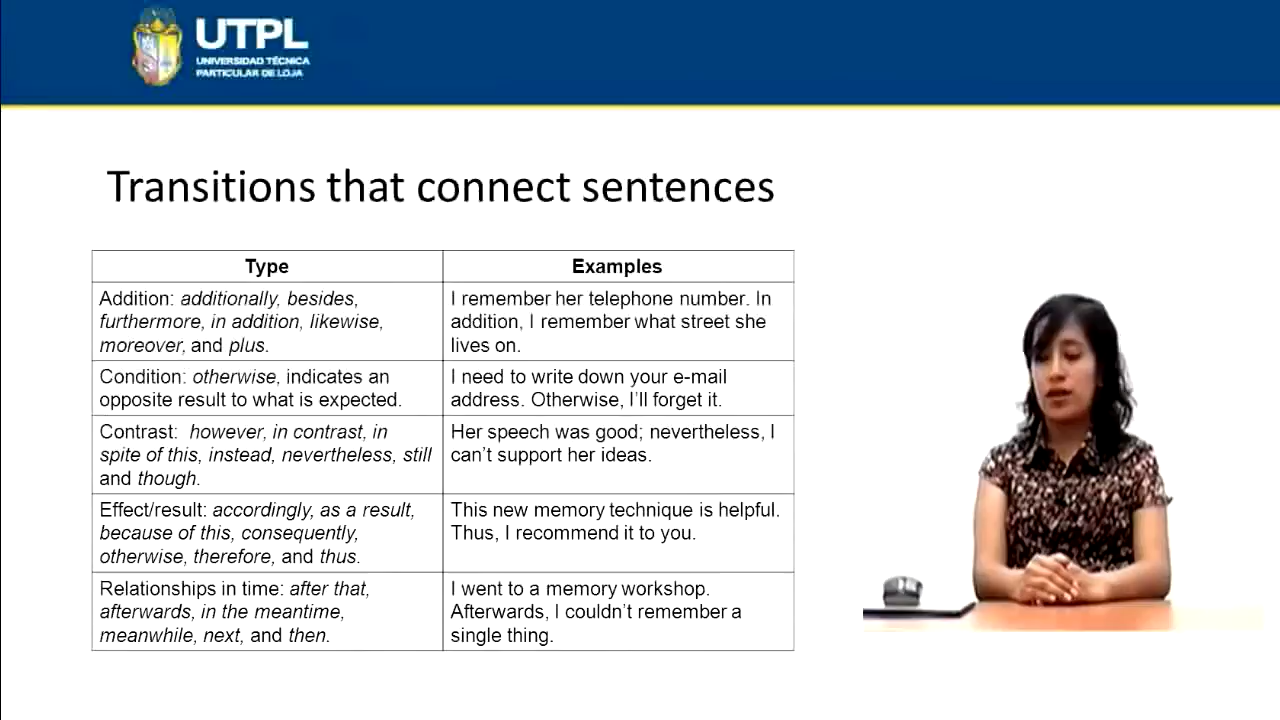 UTPL
UNIVERSIDAD TÉCNICA
PARTICULAR DE LOJA
Transitions that connect sentences
Type
Examples
Addition: additionally, besides,
furthermore, in addition, likewise,
moreover, and plus.
I remember her telephone number. In
addition, I remember what street she
lives on.
Condition: otherwise, indicates an
opposite result to what is expected.
I need to write down your e-mail
address. Otherwise, I'll forget it.
Contrast: however, in contrast, in
spite of this, instead, nevertheless, still
and though.
Her speech was good; nevertheless, I
can't support her ideas.
Effect/result: accordingly, as a result,
because of this, consequently,
otherwise, therefore, and thus.
This new memory technique is helpful.
Thus, I recommend it to you.
Relationships in time: after that,
afterwards, in the meantime,
meanwhile, next, and then.
I went to a memory workshop.
Afterwards, I couldn't remember a
single thing.